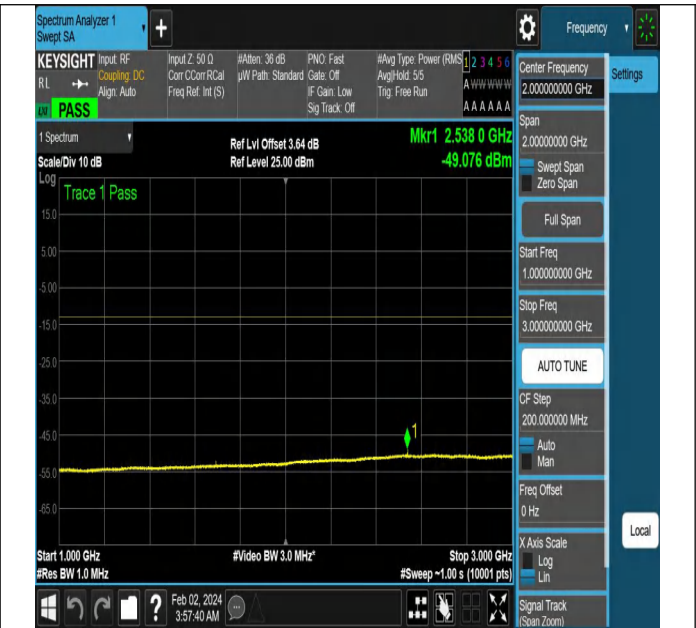 Spectrum Analyzer 1
Swept SA
+
Frequency
KEYSIGHT
RL
PASS
Input: RF
Coupling: DC
Align: Auto
Input Z: 50 Ω
Corr CCorr RCal
Freq Ref: Int (S)
#Atten: 36 dB
µW Path: Standard
PNO: Fast
Gate: Off
IF Gain: Low
Sig Track: Off
#Avg Type: Power (RMS
Avg|Hold: 5/5
Trig: Free Run
1 2 3 4 5 6
A W W W W W
A A A A A A
Center Frequency
2.000000000 GHz
Settings
Span
2.00000000 GHz
Swept Span
Zero Span
Full Span
Start Freq
1.000000000 GHz
Stop Freq
3.000000000 GHz
AUTO TUNE
CF Step
200.000000 MHz
Auto
Man
Freq Offset
0 Hz
X Axis Scale
Log
Lin
Signal Track
(Span Zoom)
Local
1 Spectrum
Scale/Div 10 dB
Log
Ref Lvl Offset 3.64 dB
Ref Level 25.00 dBm
Mkr1 2.538 0 GHz
-49.076 dBm
Trace 1 Pass
15.0
5.00
-5.00
-15.0
-25.0
-35.0
-45.0
-55.0
-65.0
1
Start 1.000 GHz
#Res BW 1.0 MHz
#Video BW 3.0 MHz*
Stop 3.000 GHz
#Sweep ~1.00 s (10001 pts)
?
Feb 02, 2024
3:57:40 AM